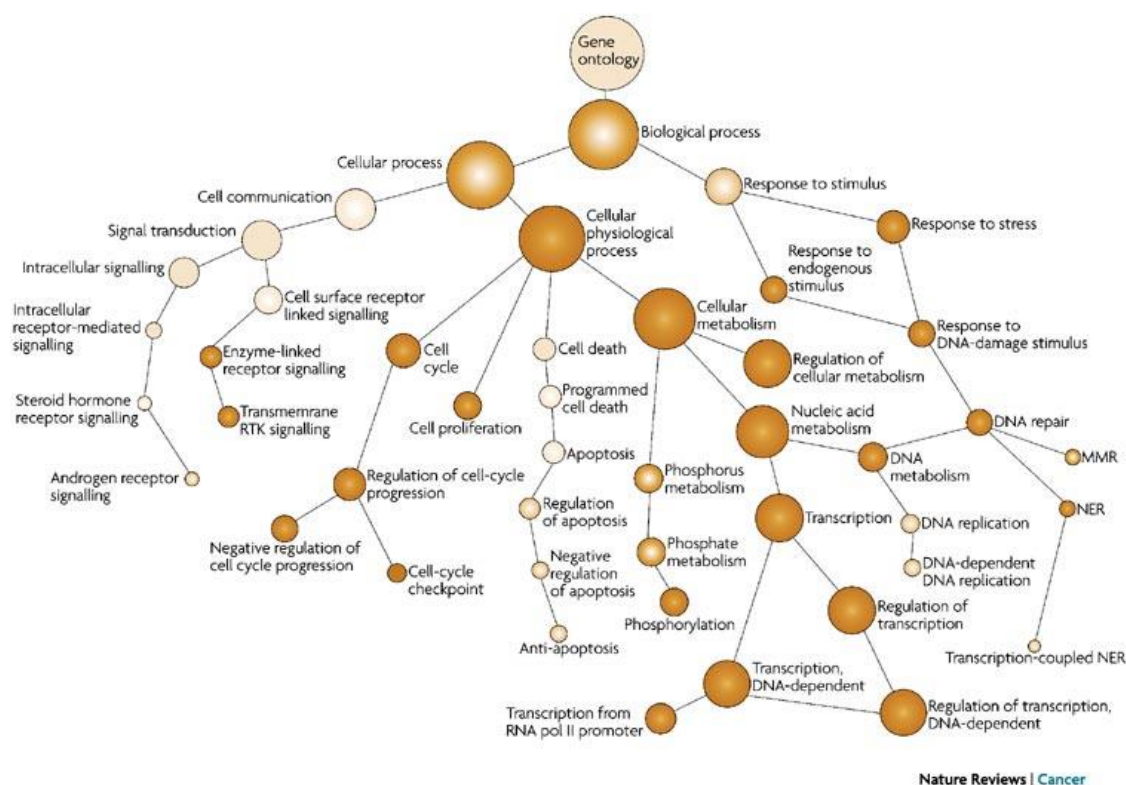 Gene
ontology
Biological process
Cellular process
Response to stimulus
Cell communication
Cellular
physiological
process
Response to stress
Signal transduction
Response to
endogenous
stimulus
Intracellular signalling
Cell surface receptor
linked signalling
Cellular
metabolism
Intracellular
receptor-mediated
signalling
Response to
DNA-damage stimulus
Enzyme-linked
receptor signalling
Cell
cycle
Cell death
Regulation of
cellular metabolism
Steroid hormone
receptor signalling
Transmemrane
RTK signalling
Cell proliferation
Programmed
cell death
Nucleic acid
metabolism
DNA repair
Androgen receptor
signalling
Regulation of cell-cycle
progression
Apoptosis
Phosphorus
metabolism
DNA
metabolism
MMR
Regulation
of apoptosis
Transcription
DNA replication
NER
Negative regulation of
cell cycle progression
Cell-cycle
checkpoint
Negative
regulation
of apoptosis
Phosphate
metabolism
DNA-dependent
DNA replication
Phosphorylation
Regulation of
transcription
Anti-apoptosis
Transcription-coupled NER
Transcription,
DNA-dependent
Transcription from
RNA pol II promoter
Regulation of transcription,
DNA-dependent
Nature Reviews | Cancer